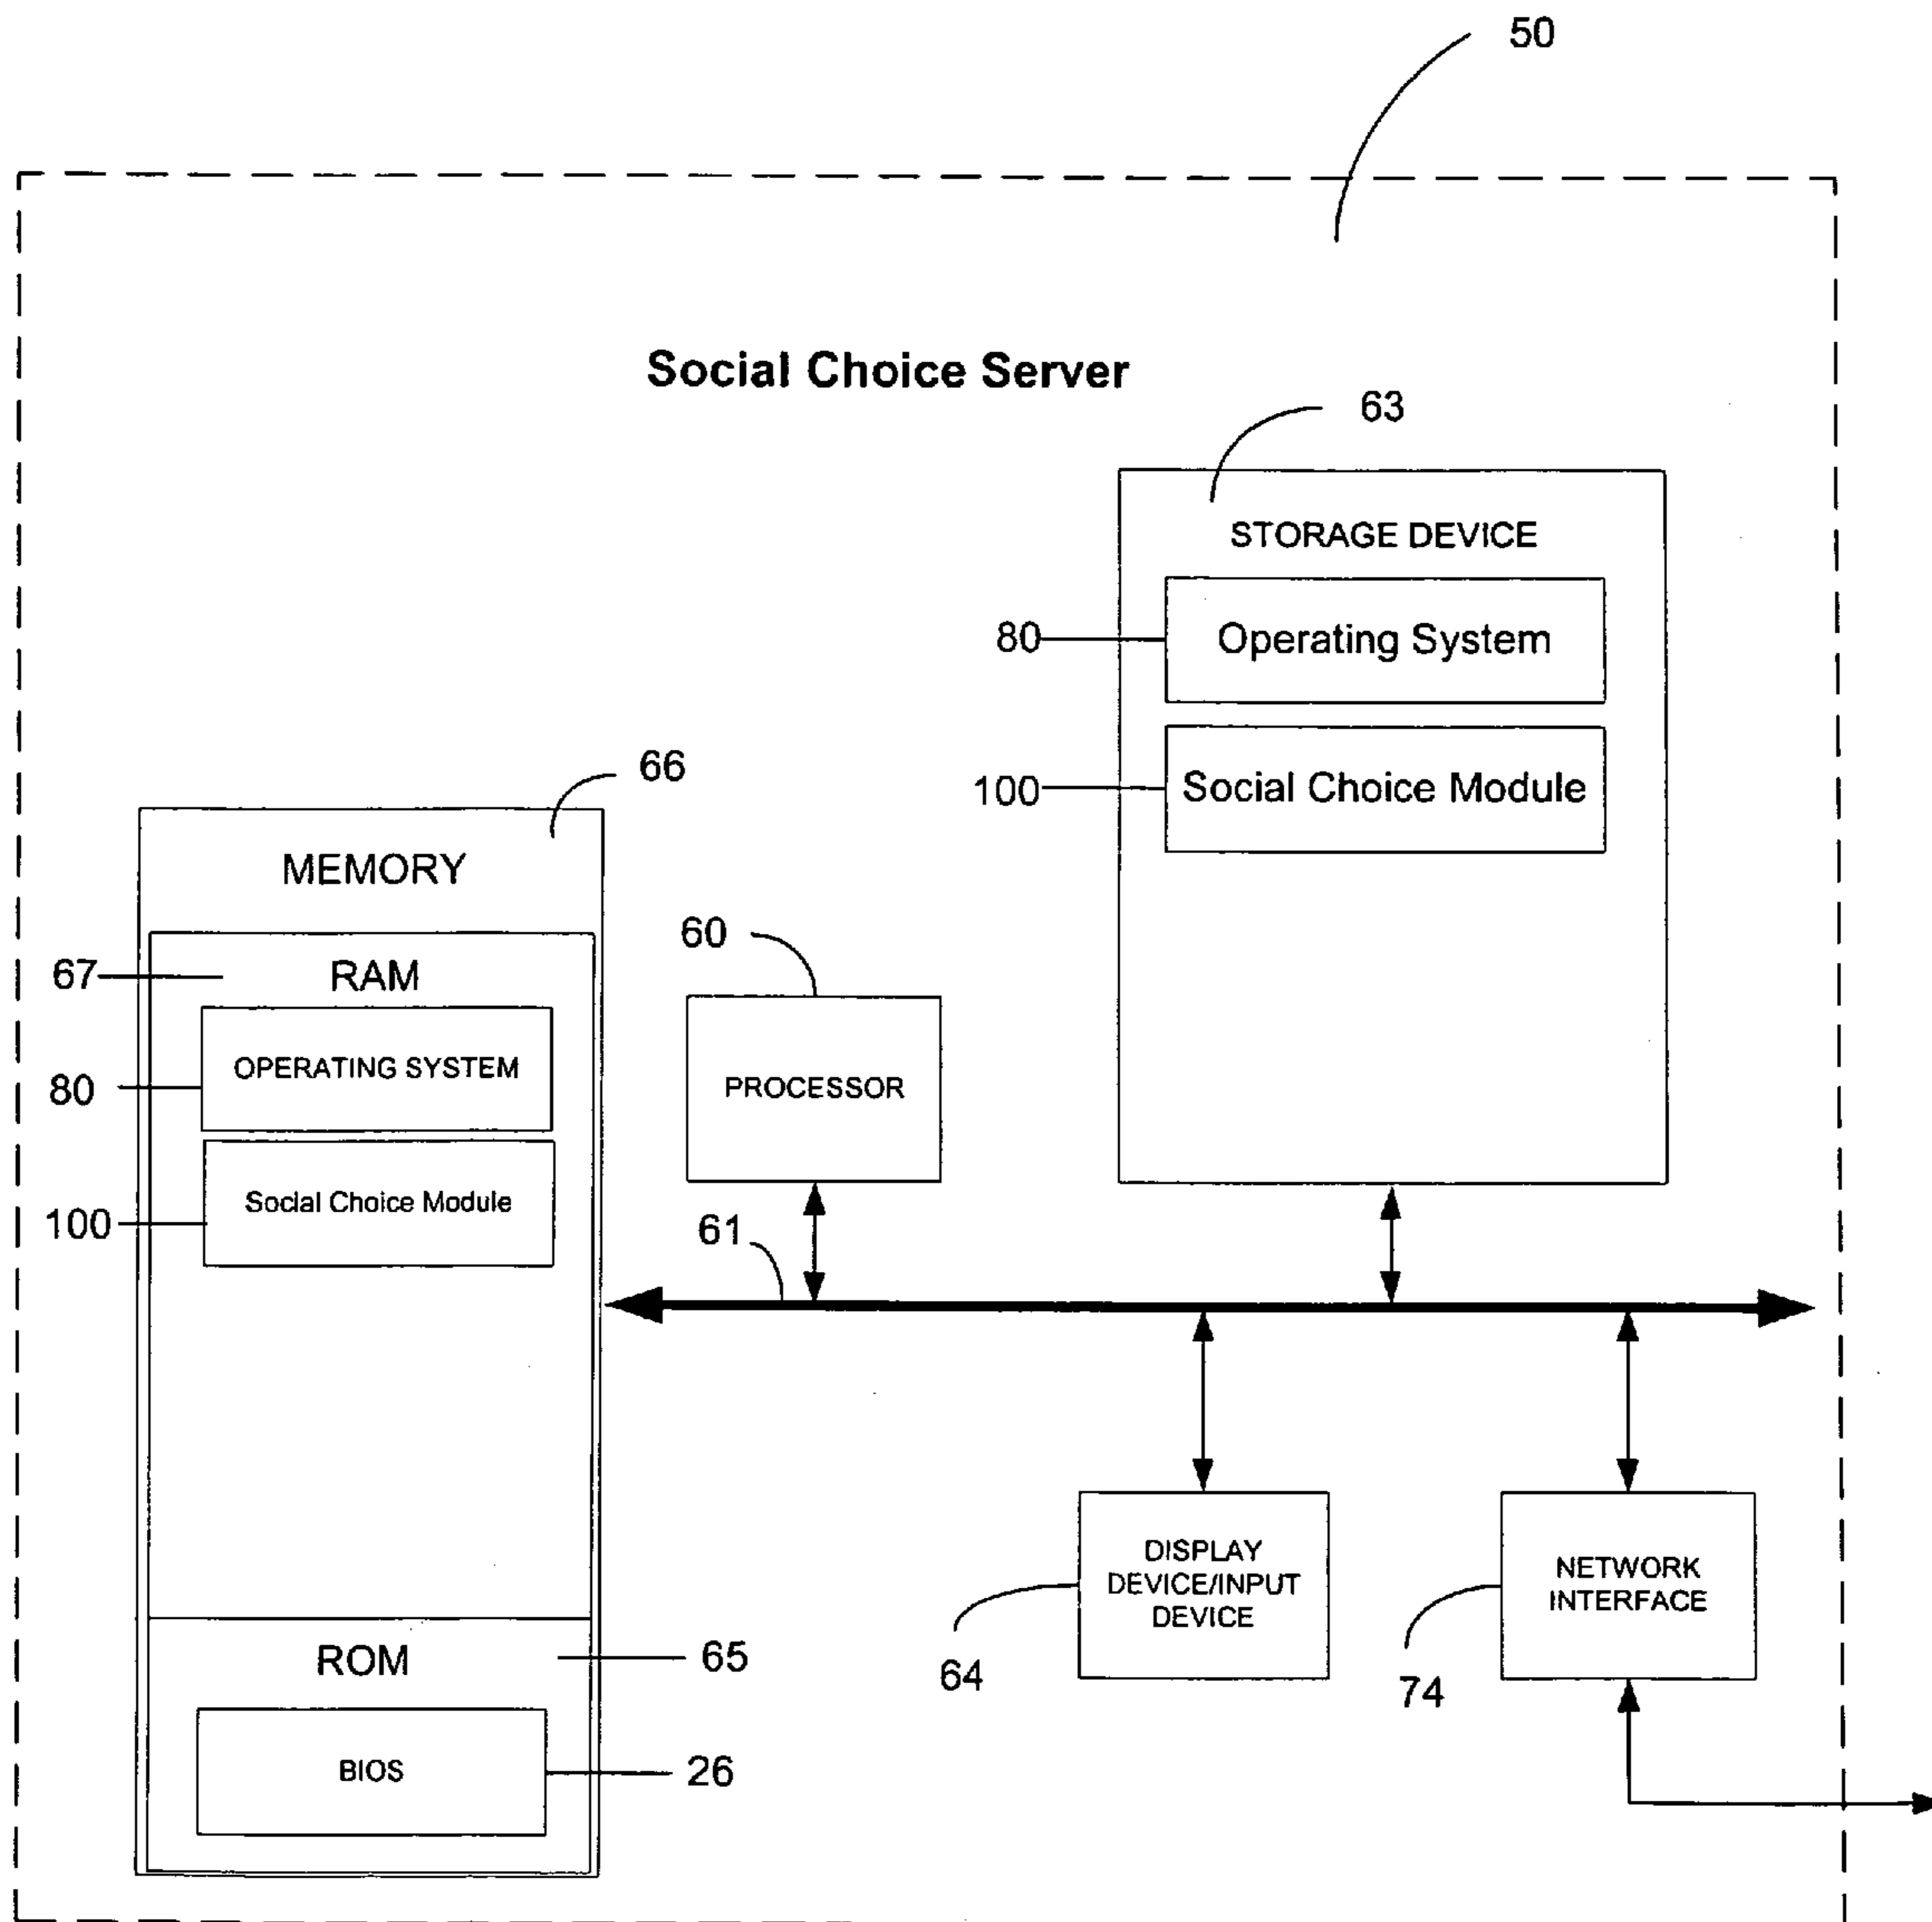 50
Social Choice Server
63
STORAGE DEVICE
80
Operating System
100
Social Choice Module
66
MEMORY
67
RAM
80
OPERATING SYSTEM
100
Social Choice Module
60
PROCESSOR
61
ROM
65
BIOS
26
DISPLAY
DEVICE/INPUT
DEVICE
64
NETWORK
INTERFACE
74